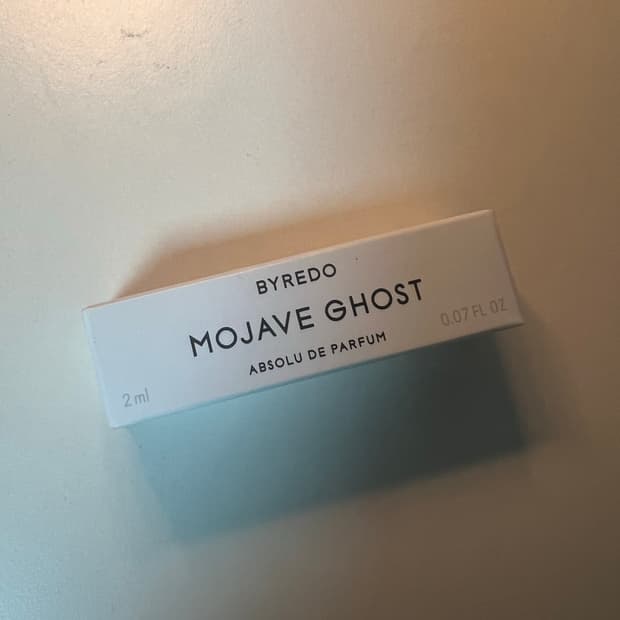 BYREDO
MOJAVE GHOST
ABSOLU DE PARFUM
2 ml
0.07 FL OZ